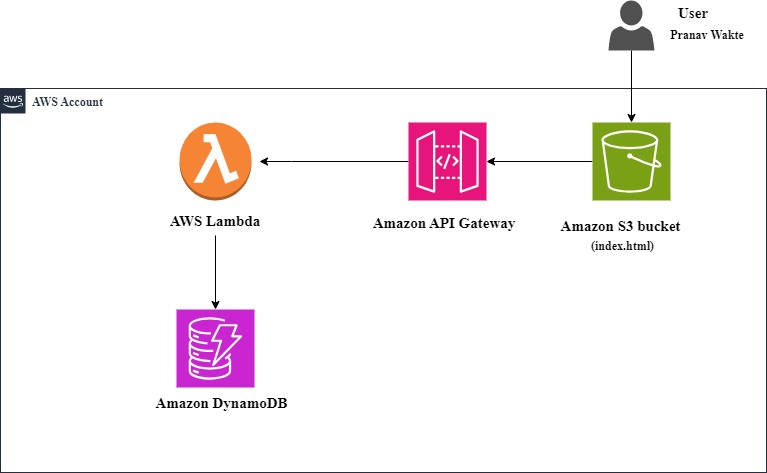 User
Pranav Wakte
aws
AWS Account
AWS Lambda
</>
Amazon API Gateway
Amazon S3 bucket
(index.html)
Amazon DynamoDB